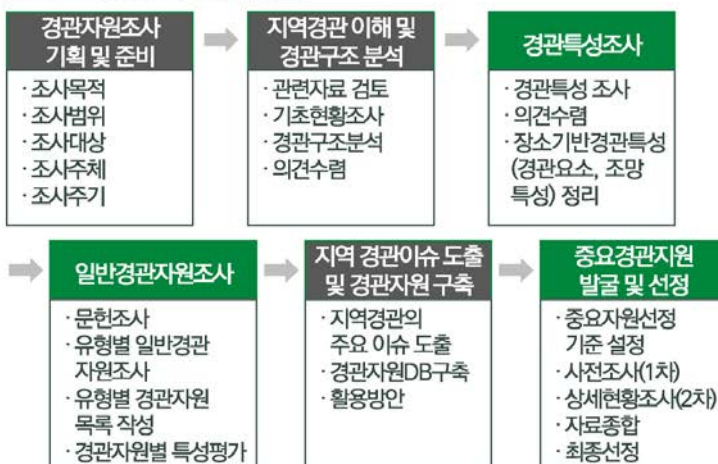 경관자원조사
기획 및 준비
· 조사목적
· 조사범위
· 조사대상
· 조사주체
· 조사주기
지역경관 이해 및
경관구조 분석
· 관련자료 검토
· 기초현황조사
· 경관구조분석
· 의견수렴
경관특성조사
· 경관특성 조사
· 의견수렴
· 장소기반경관특성
(경관요소, 조망
특성) 정리
일반경관자원조사
· 문헌조사
· 유형별 일반경관
자원조사
· 유형별 경관자원
목록 작성
· 경관자원별 특성평가
지역 경관이슈 도출
및 경관자원 구축
· 지역경관의
주요 이슈 도출
· 경관자원DB구축
· 활용방안
중요경관자원
발굴 및 선정
· 중요자원선정
기준 설정
· 사전조사(1차)
· 상세현황조사(2차)
· 자료종합
· 최종선정